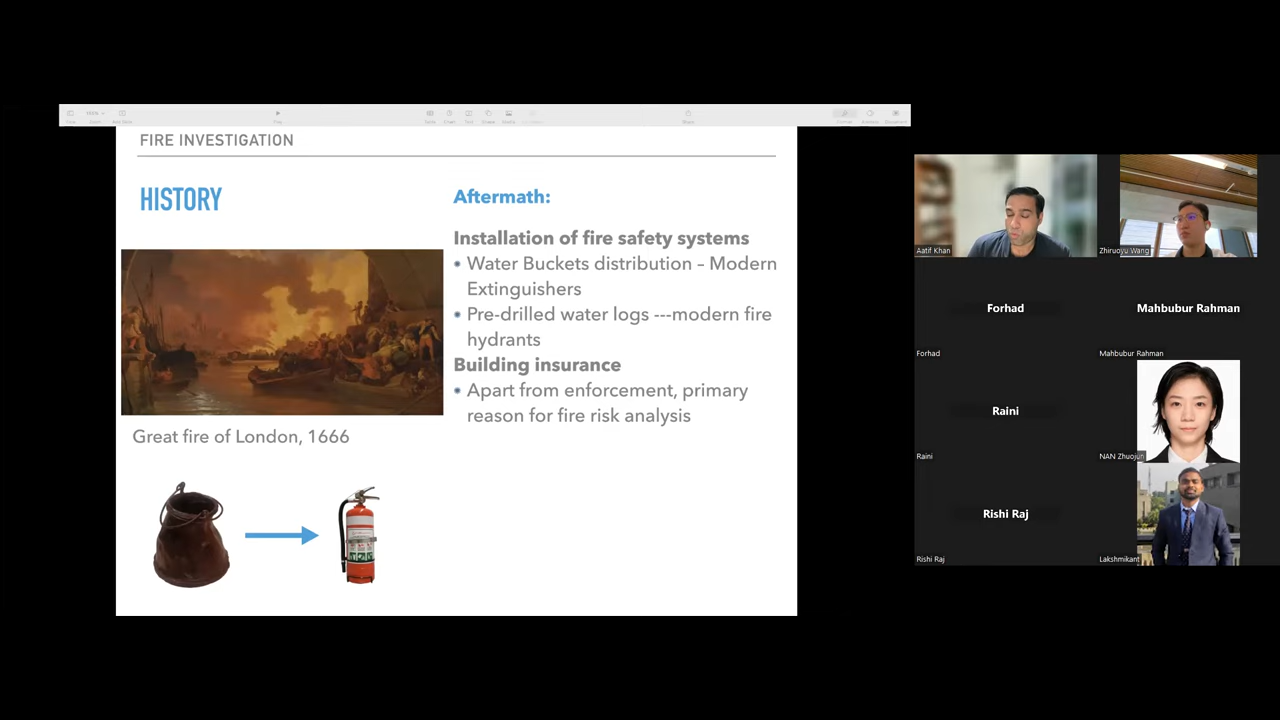 FIRE INVESTIGATION
HISTORY
Great fire of London, 1666
Aftermath:
Installation of fire safety systems
• Water Buckets distribution – Modern
Extinguishers
• Pre-drilled water logs ---modern fire
hydrants
Building insurance
• Apart from enforcement, primary
reason for fire risk analysis
Aatif Khan
Zhiruoyu Wang
Forhad
Mahbubur Rahman
Forhad
Mahbubur Rahman
Raini
Raini
NAN Zhuojun
Rishi Raj
Rishi Raj
Lakshmikant